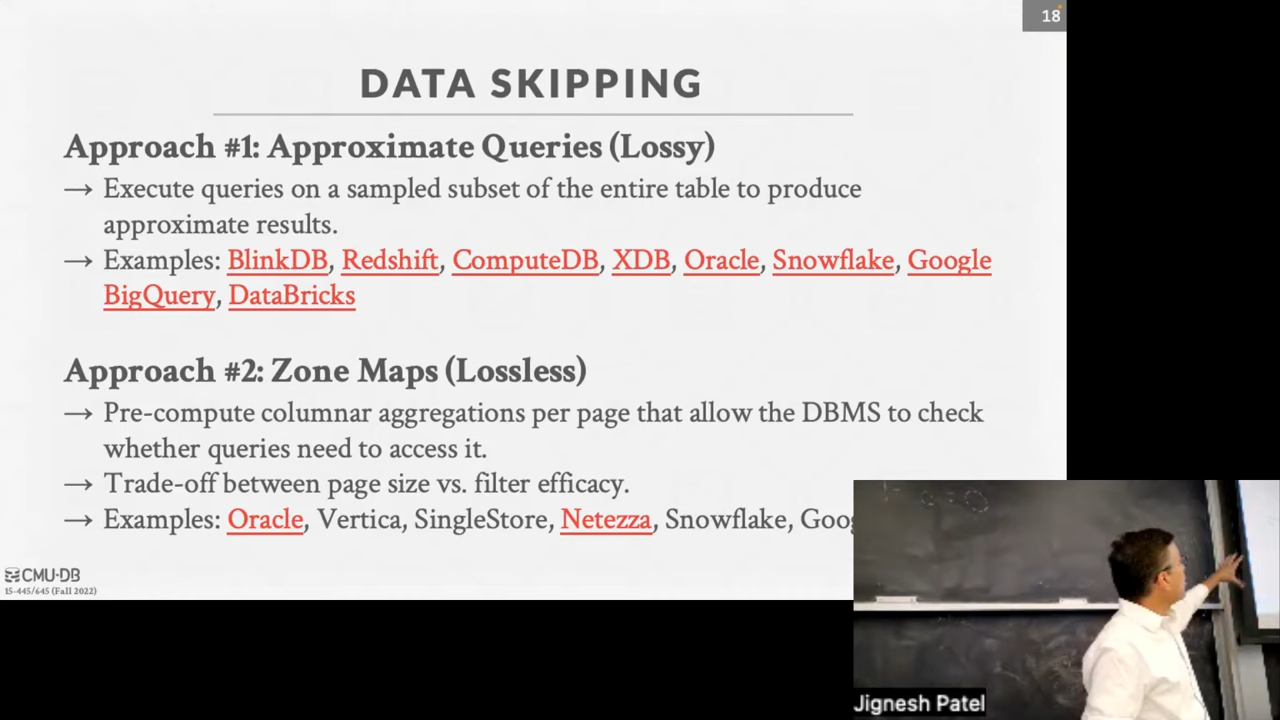 18
DATA SKIPPING
Approach #1: Approximate Queries (Lossy)
→ Execute queries on a sampled subset of the entire table to produce
approximate results.
→ Examples: BlinkDB, Redshift, ComputeDB, XDB, Oracle, Snowflake, Google
BigQuery, DataBricks
Approach #2: Zone Maps (Lossless)
→ Pre-compute columnar aggregations per page that allow the DBMS to check
whether queries need to access it.
→ Trade-off between page size vs. filter efficacy.
→ Examples: Oracle, Vertica, SingleStore, Netezza, Snowflake,
CMU·DB
15-445/645 (Fall 2022)
Jignesh Patel